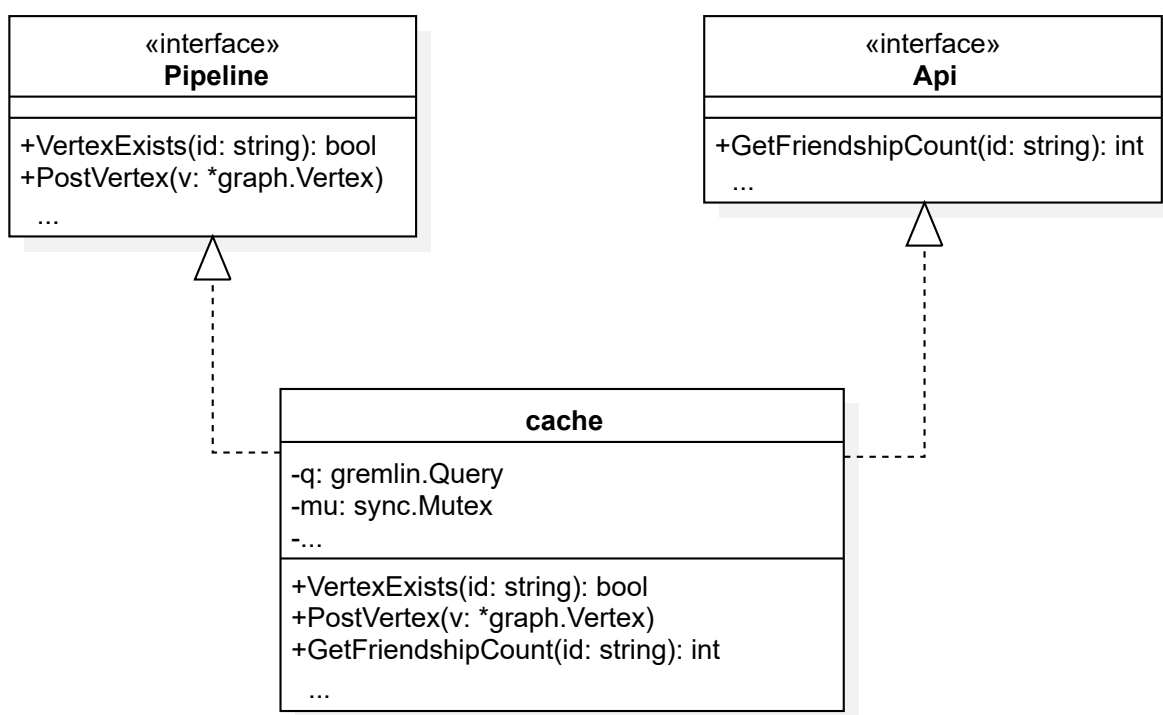 «interface»
Pipeline
+VertexExists(id: string): bool
+PostVertex(v: *graph.Vertex)
...
«interface»
Api
+GetFriendshipCount(id: string): int
...
cache
-q: gremlin.Query
-mu: sync.Mutex
-...
+VertexExists(id: string): bool
+PostVertex(v: *graph.Vertex)
+GetFriendshipCount(id: string): int
...